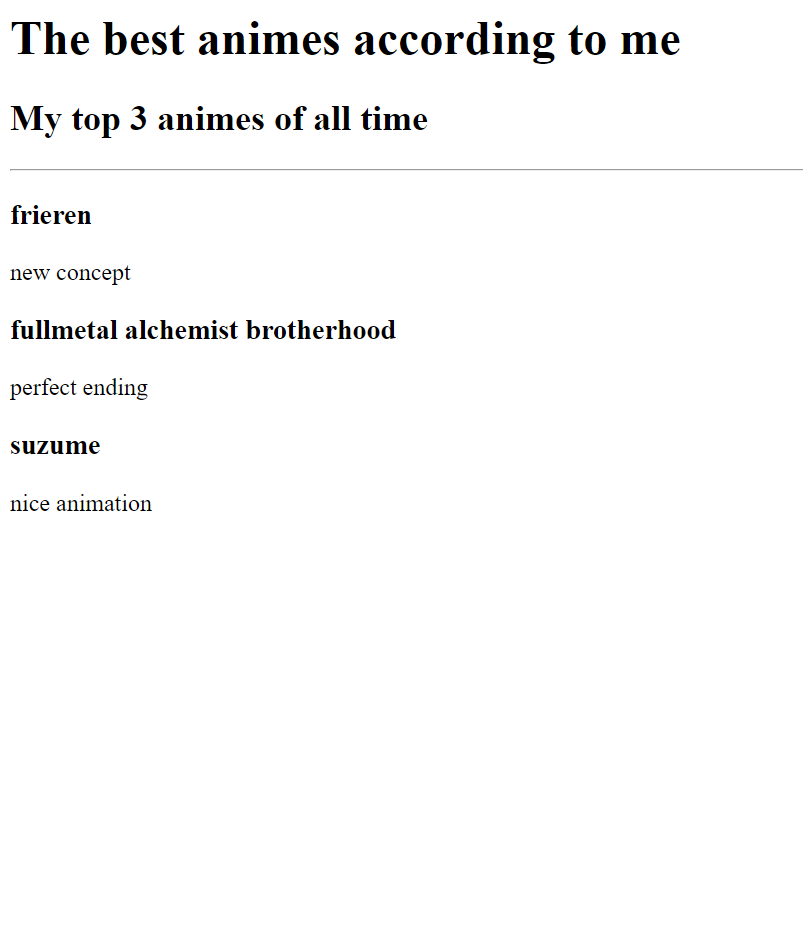 The best animes according to me
My top 3 animes of all time
frieren
new concept
fullmetal alchemist brotherhood
perfect ending
suzume
nice animation